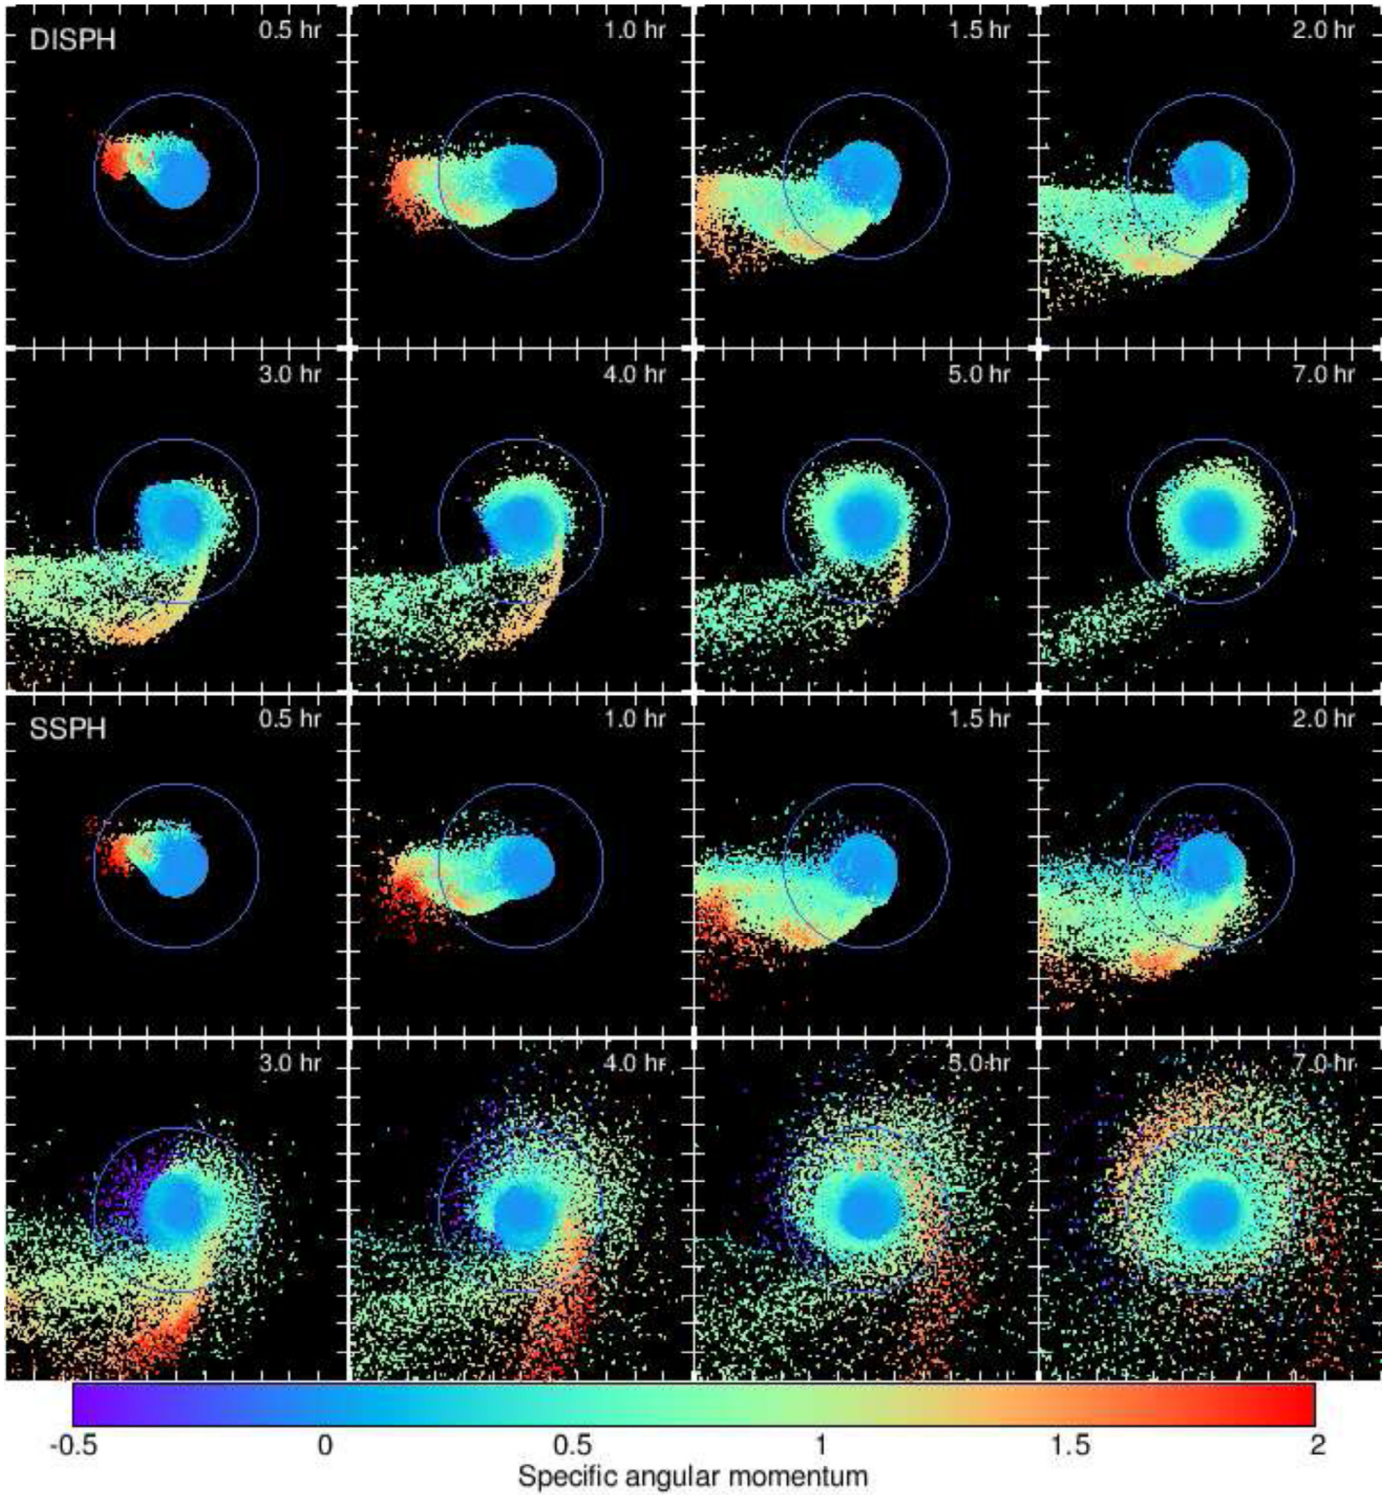 DISPH 0.5 hr 1.0 hr 1.5 hr 2.0 hr
3.0 hr 4.0 hr 5.0 hr 7.0 hr
SSPH 0.5 hr 1.0 hr 1.5 hr 2.0 hr
3.0 hr 4.0 hr 5.0 hr 7.0 hr
-0.5 0 0.5 1 1.5 2
Specific angular momentum